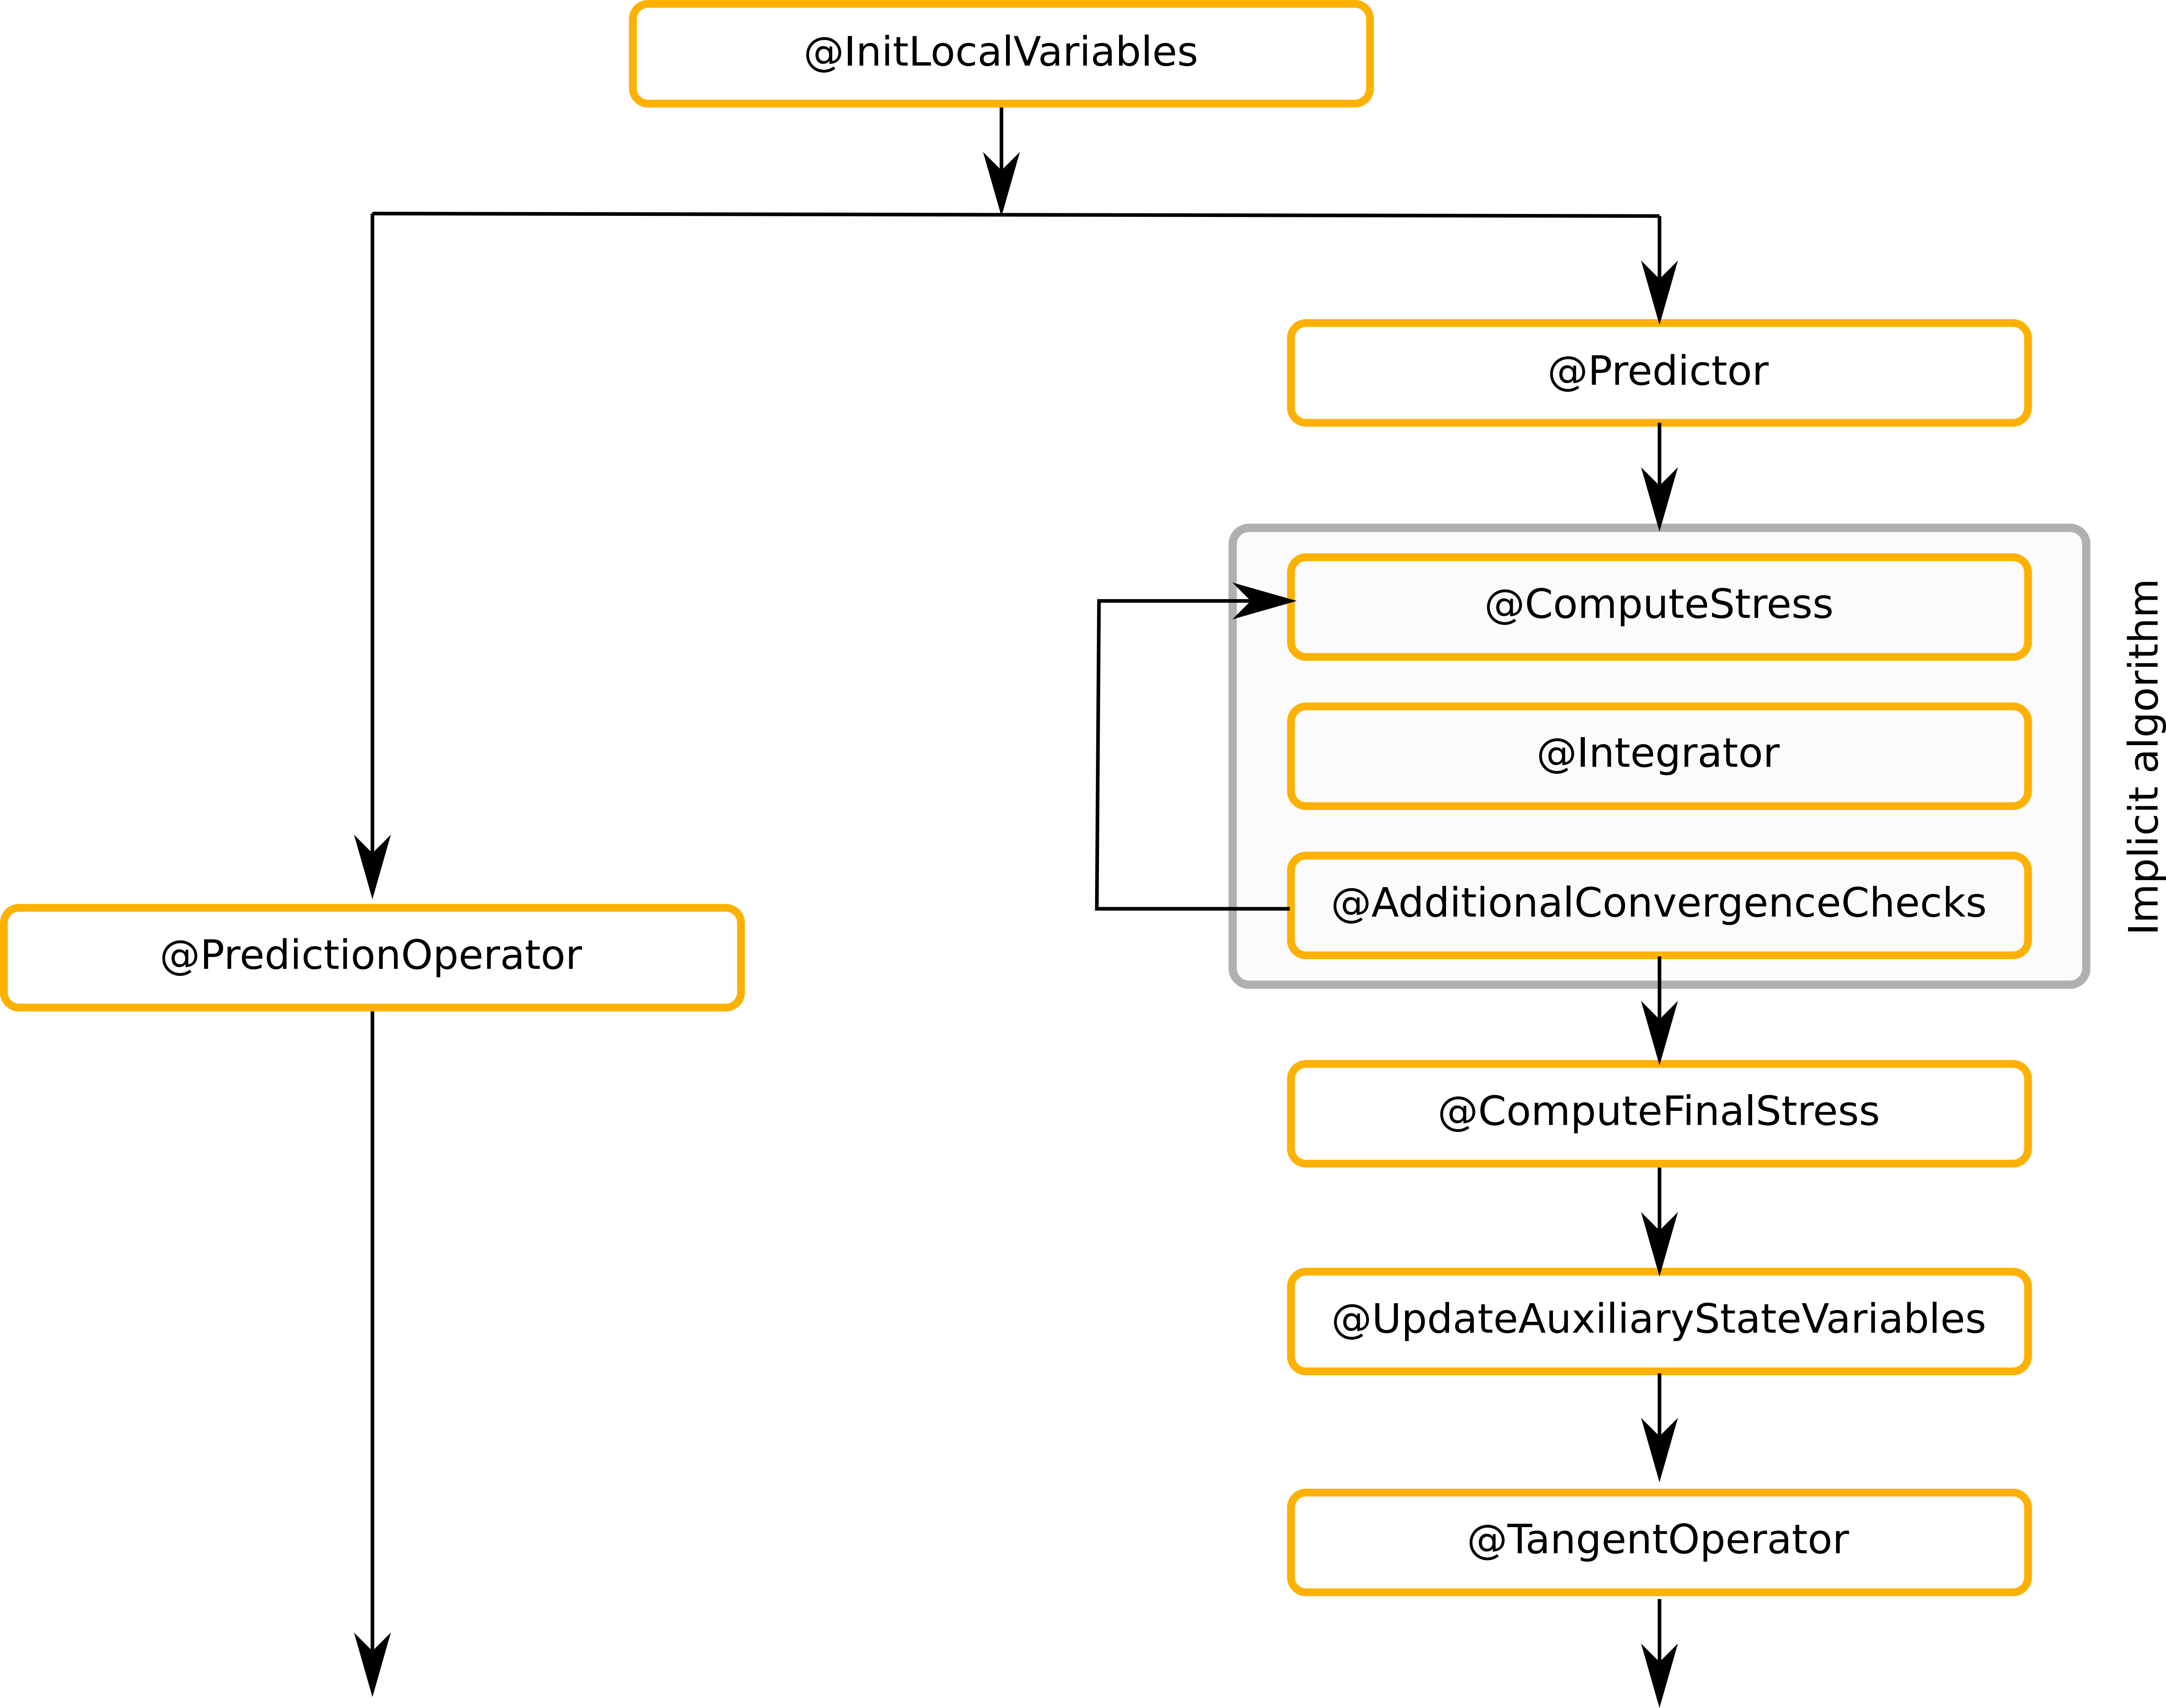 @InitLocalVariables
@Predictor
@ComputeStress
@Integrator
@AdditionalConvergenceChecks
Implicit algorithm
@PredictionOperator
@ComputeFinalStress
@UpdateAuxiliaryStateVariables
@TangentOperator